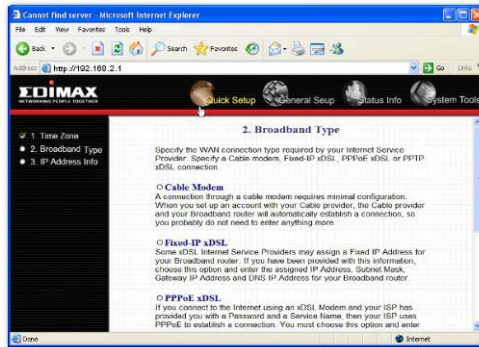 Cannot find server - Microsoft Internet Explorer
File Edit View Favorites Tools Help
Back Search Favorites
Address http://192.168.2.1 Go Links
EDIMAX
NETWORKING PEOPLE TOGETHER
Quick Setup General Seup Status Info System Tools
1. Time Zone
2. Broadband Type
3. IP Address Info
2. Broadband Type
Specify the WAN connection type required by your Internet Service
Provider. Specify a Cable modem, Fixed-IP xDSL, PPPoE xDSL or PPTP
xDSL connection.
Cable Modem
A connection through a cable modem requires minimal configuration.
When you set up an account with your Cable provider, the Cable provider
and your Broadband router will automatically establish a connection, so
you probably do not need to enter anything more.
Fixed-IP xDSL
Some xDSL Internet Service Providers may assign a Fixed IP Address for
your Broadband router. If you have been provided with this information,
choose this option and enter the assigned IP Address, Subnet Mask,
Gateway IP Address and DNS IP Address for your Broadband router.
PPPoE xDSL
If you connect to the Internet using an xDSL Modem and your ISP has
provided you with a Password and a Service Name, then your ISP uses
PPPoE to establish a connection. You must choose this option and enter
Done Internet